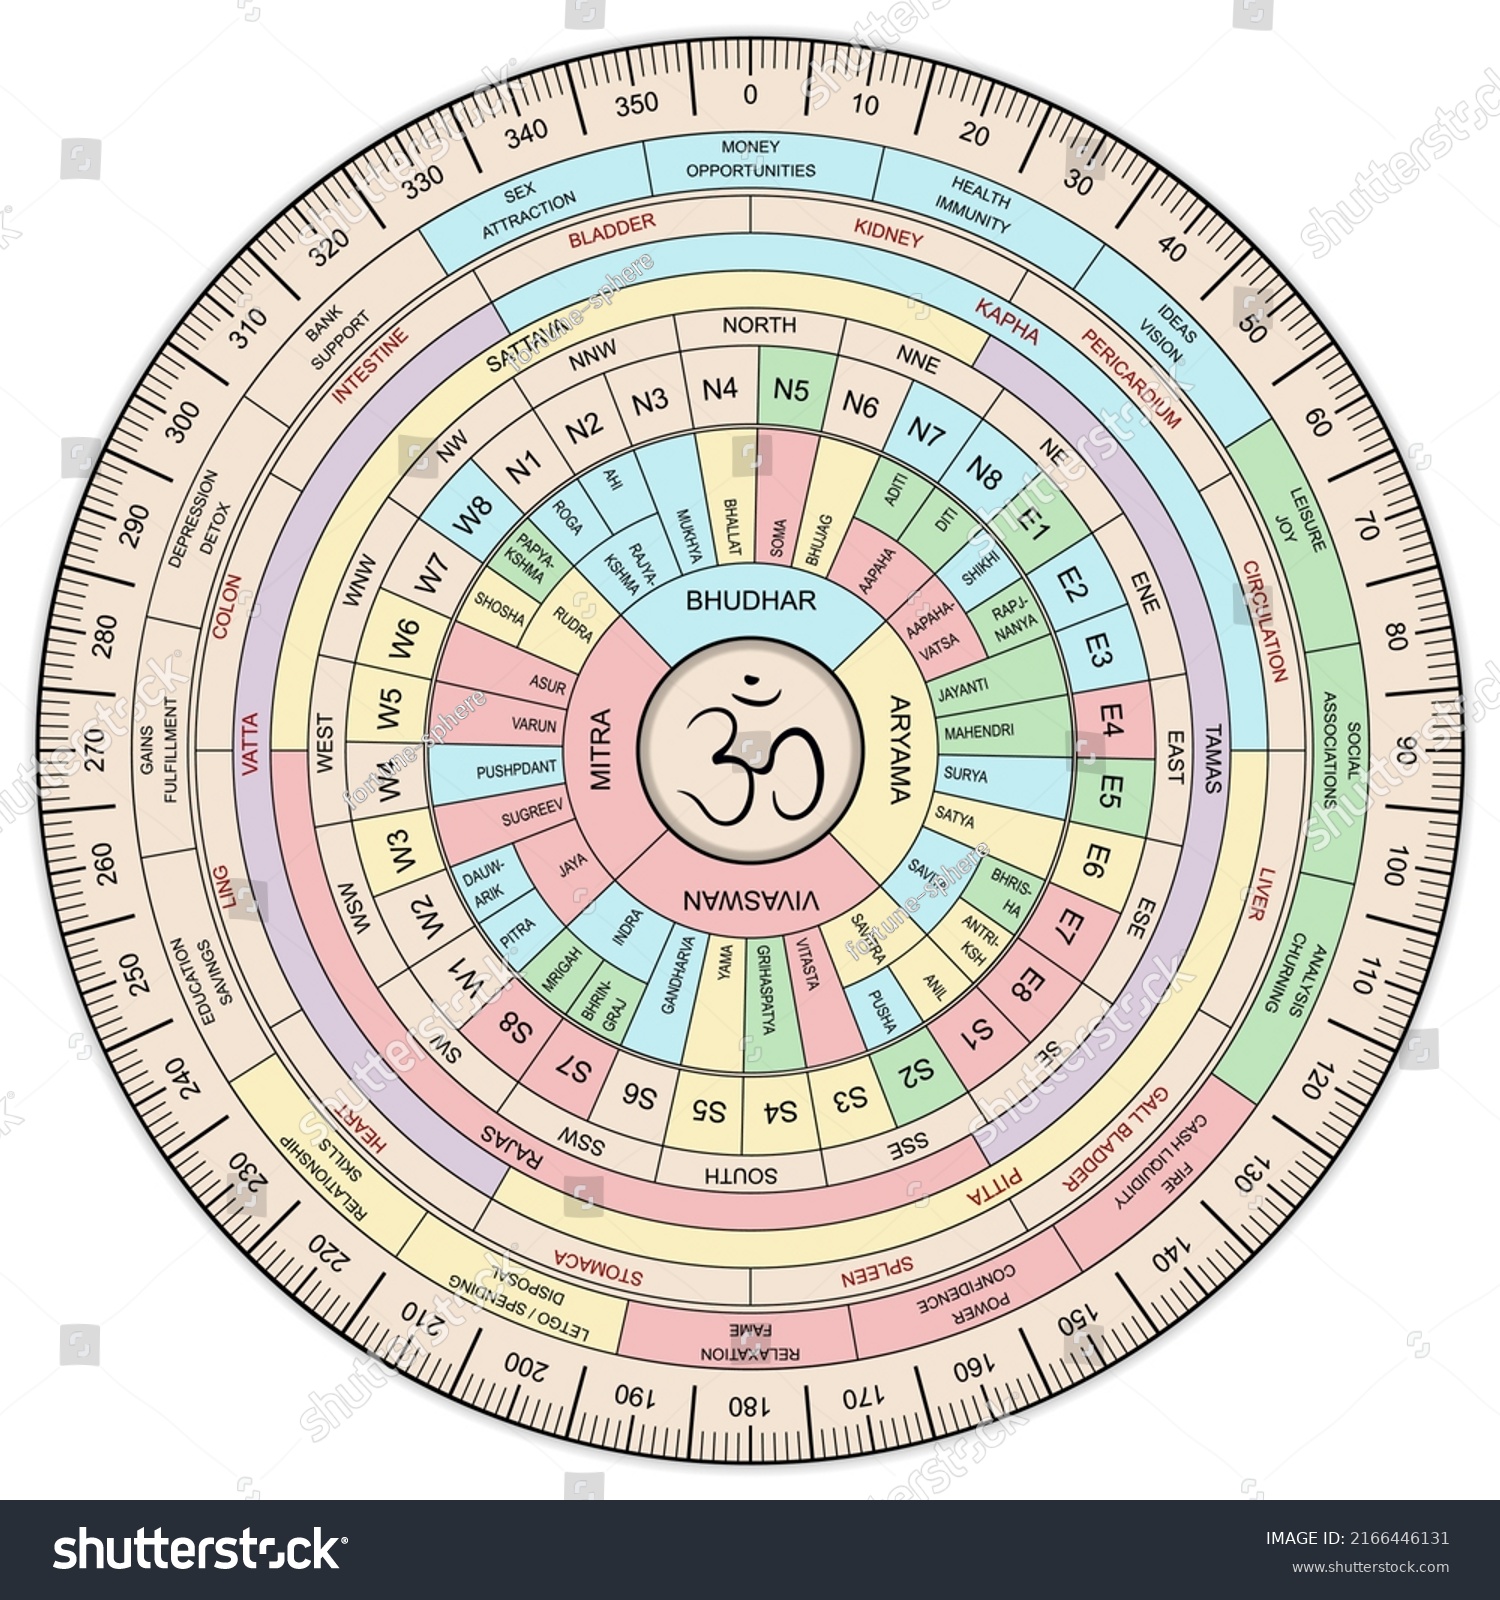 0
10
20
30
40
50
60
70
80
90
100
110
120
130
140
150
160
170
180
190
200
210
220
230
240
250
260
270
280
290
300
310
320
330
340
350
MONEY
OPPORTUNITIES
HEALTH
IMMUNITY
IDEAS
VISION
LEISURE
JOY
SOCIAL
ASSOCIATIONS
ANALYSIS
CHURNING
CASH LIQUIDITY
FIRE
CONFIDENCE
POWER
FAME
RELAXATION
DISPOSAL
LETGO / SPENDING
SKILLS
RELATIONSHIP
EDUCATION
SAVINGS
GAINS
FULFILLMENT
DEPRESSION
DETOX
BANK
SUPPORT
SEX
ATTRACTION
KIDNEY
PERICARDIUM
CIRCULATION
LIVER
GALL BLADDER
SPLEEN
STOMACA
HEART
LING
COLON
INTESTINE
BLADDER
KAPHA
PITTA
VATTA
SATTAVA
TAMAS
RAJAS
NORTH
NNE
NE
ENE
EAST
ESE
SE
SSE
SOUTH
SSW
SW
WSW
WEST
WNW
NW
NNW
N1
N2
N3
N4
N5
N6
N7
N8
E1
E2
E3
E4
E5
E6
E7
E8
S1
S2
S3
S4
S5
S6
S7
S8
W1
W2
W3
W4
W5
W6
W7
W8
ROGA
AHI
MUKHYA
BHALLAT
SOMA
BHUJAG
ADITI
DITI
SHIKHI
RAPJ-
NANYA
JAYANTI
MAHENDRI
SURYA
SATYA
BHRIS-
HA
ANTRI-
KSH
ANIL
PUSHA
VITASTA
GRIHASPATYA
YAMA
GANDHARVA
BHRIN-
GRAJ
MRIGAH
PITRA
DAUW-
ARIK
SUGREEV
PUSHPDANT
VARUN
ASUR
SHOSHA
PAPYA-
KSHMA
RAJYA-
KSHMA
RUDRA
AAPAHA
AAPAHA-
VATSA
SAVITRA
INDRA
JAYA
BHUDHAR
ARYAMA
VIVASWAN
MITRA
ॐ
fortune-sphere
fortune-sphere
fortune-sphere
shutterstock
IMAGE ID: 2166446131
www.shutterstock.com